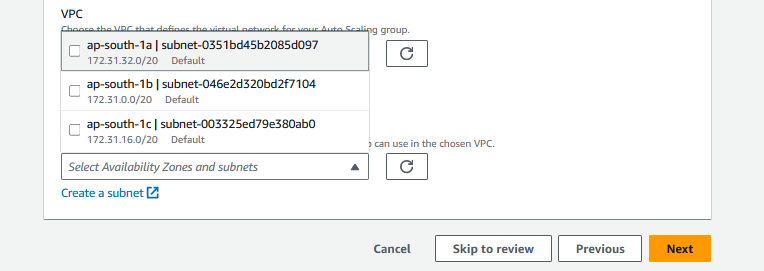 VPC
Choose the VPC that defines the virtual network for your Auto Scaling group.
ap-south-1a | subnet-0351bd45b2085d097
172.31.32.0/20 Default
ap-south-1b | subnet-046e2d320bd2f7104
172.31.0.0/20 Default
ap-south-1c | subnet-003325ed79e380ab0
172.31.16.0/20 Default
can use in the chosen VPC.
Select Availability Zones and subnets
Create a subnet
Cancel Skip to review Previous Next